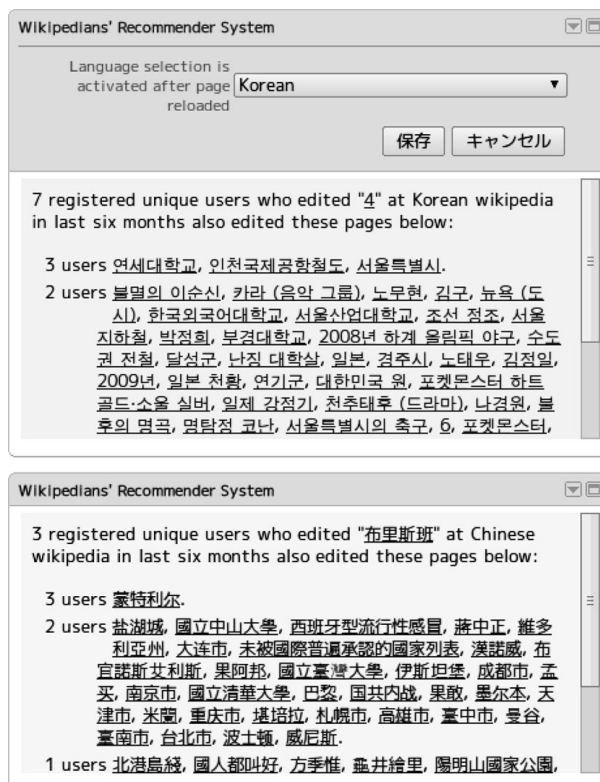 Wikipedians' Recommender System
Language selection is
activated after page
reloaded
Korean
保存 キャンセル
7 registered unique users who edited "4" at Korean wikipedia
in last six months also edited these pages below:
3 users 연세대학교, 인천국제공항철도, 서울특별시.
2 users 불멸의 이순신, 카라 (음악 그룹), 노무현, 김구, 뉴욕 (도
시), 한국외국어대학교, 서울산업대학교, 조선 정조, 서울
지하철, 박정희, 부경대학교, 2008년 하계 올림픽 야구, 수도
권 전철, 달성군, 난징 대학살, 일본, 경주시, 노태우, 김정일,
2009년, 일본 천황, 연기군, 대한민국 원, 포켓몬스터 하트
골드·소울 실버, 일제 강점기, 천추태후 (드라마), 나경원, 불
후의 명곡, 명탐정 코난, 서울특별시의 축구, 6, 포켓몬스터,
Wikipedians' Recommender System
3 registered unique users who edited "布里斯班" at Chinese
wikipedia in last six months also edited these pages below:
3 users 蒙特利尔.
2 users 盐湖城, 國立中山大學, 西班牙型流行性感冒, 蔣中正, 維多
利亞州, 大连市, 未被國際普遍承認的國家列表, 漢諾威, 布
宜諾斯艾利斯, 果阿邦, 國立臺灣大學, 伊斯坦堡, 成都市, 孟
买, 南京市, 國立清華大學, 巴黎, 国共内战, 果敢, 墨尔本, 天
津市, 米蘭, 重庆市, 堪培拉, 札幌市, 高雄市, 臺中市, 曼谷,
臺南市, 台北市, 波士顿, 威尼斯.
1 users 北港島綫, 國人都叫好, 方季惟, 龜井繪里, 陽明山國家公園,